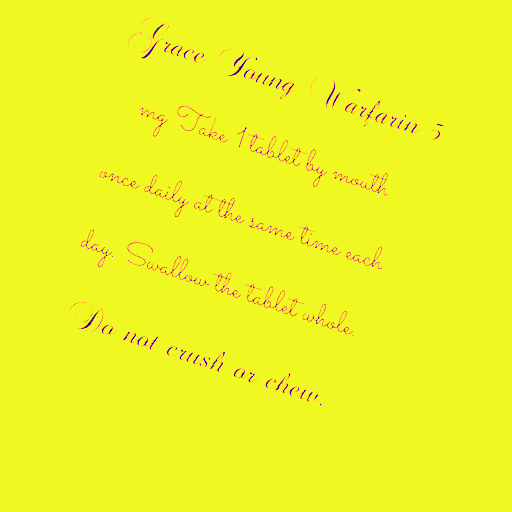 Grace Young Warfarin 5
mg Take 1 tablet by mouth
once daily at the same time each
day. Swallow the tablet whole.
Do not crush or chew.